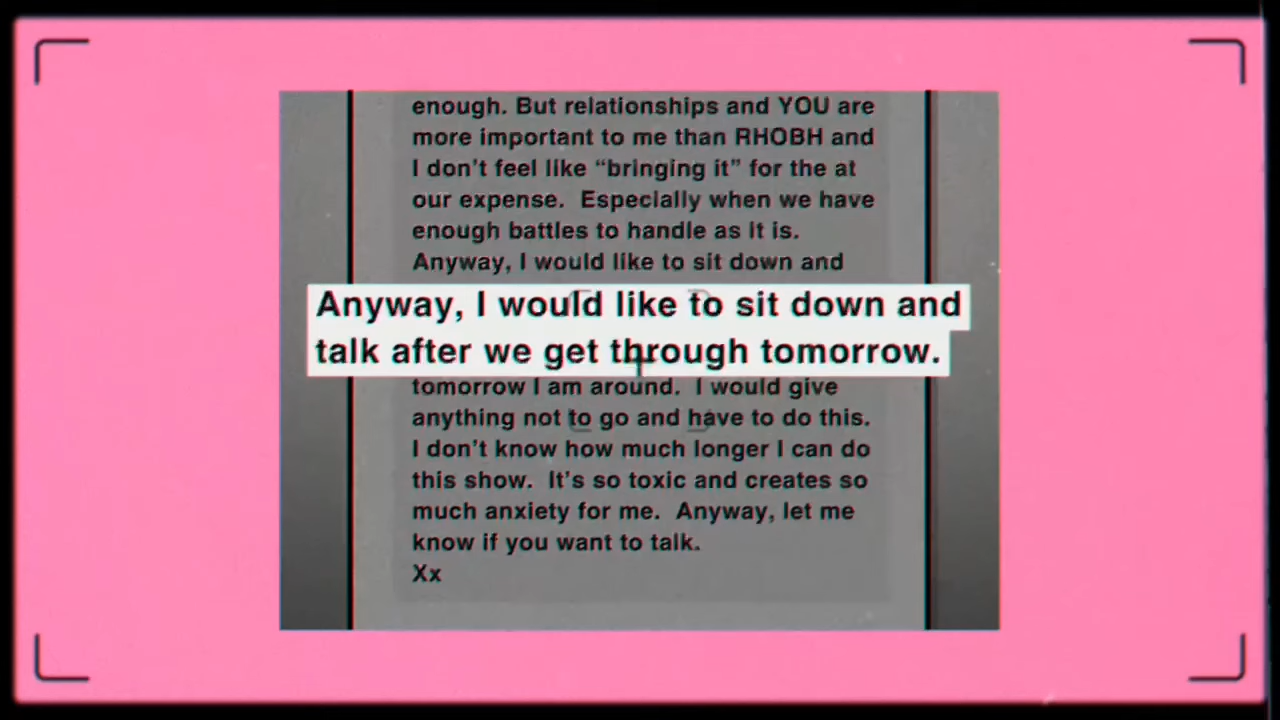 enough. But relationships and YOU are
more important to me than RHOBH and
I don't feel like “bringing it” for the at
our expense. Especially when we have
enough battles to handle as it is.
Anyway, I would like to sit down and
Anyway, I would like to sit down and
talk after we get through tomorrow.
tomorrow I am around. I would give
anything not to go and have to do this.
I don't know how much longer I can do
this show. It's so toxic and creates so
much anxiety for me. Anyway, let me
know if you want to talk.
Xx